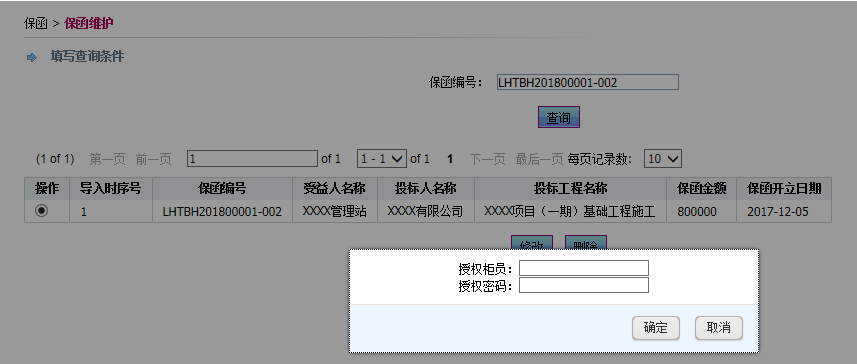 保函 > 保函维护
填写查询条件
保函编号： LHTBH201800001-002
查询
(1 of 1) 第一页 前一页 1 of 1 1 - 1 of 1 1 下一页 最后一页 每页记录数: 10
操作 导入时序号 保函编号 受益人名称 投标人名称 投标工程名称 保函金额 保函开立日期
1 LHTBH201800001-002 XXXX管理站 XXXX有限公司 XXXX项目（一期）基础工程施工 800000 2017-12-05
修改 删除
授权柜员：
授权密码：
确定 取消